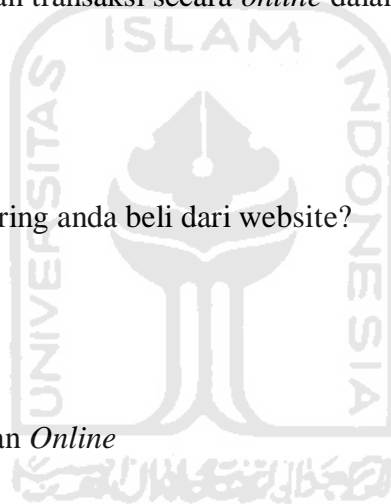 an transaksi secara online dalam
ISLAM
UNIVERSITAS
INDONESIA
ring anda beli dari website?
an Online